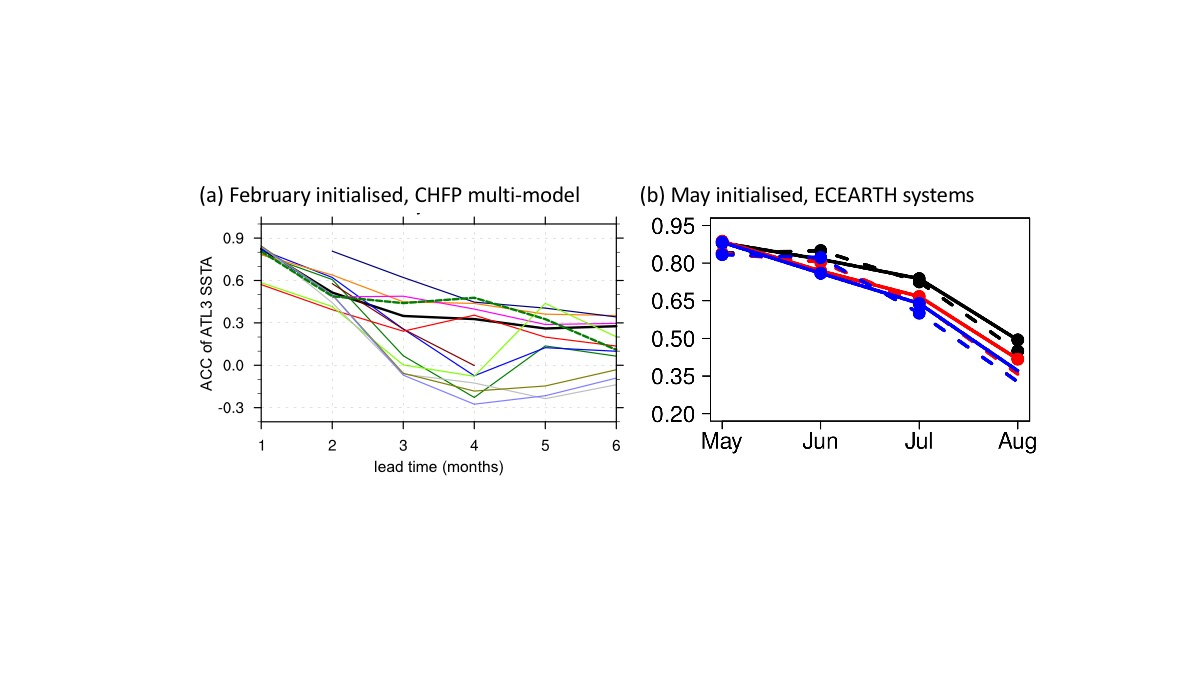 (a) February initialised, CHFP multi-model
(b) May initialised, ECEARTH systems
ACC of ATL3 SSTA
0.9
0.6
0.3
0.0
-0.3
1 2 3 4 5 6
lead time (months)
0.95
0.80
0.65
0.50
0.35
0.20
May Jun Jul Aug